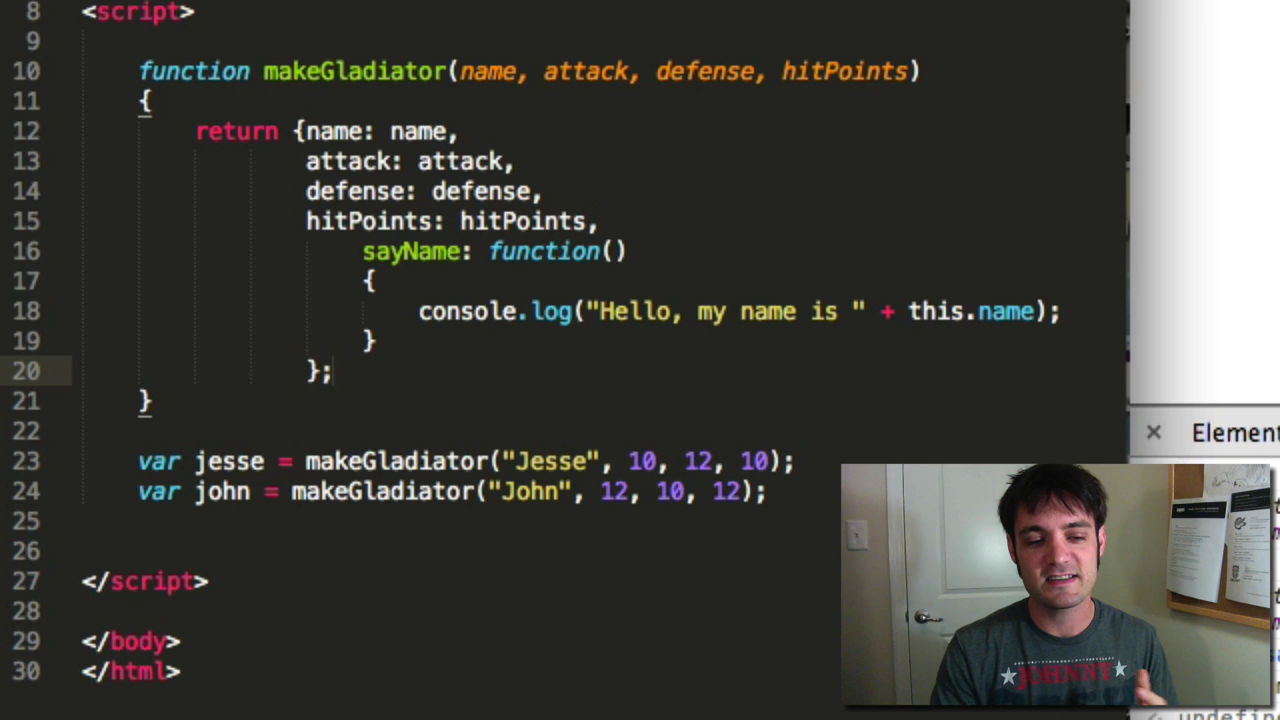 8 <script>
9
10 function makeGladiator(name, attack, defense, hitPoints)
11 {
12 return {name: name,
13 attack: attack,
14 defense: defense,
15 hitPoints: hitPoints,
16 sayName: function()
17 {
18 console.log("Hello, my name is " + this.name);
19 }
20 };
21 }
22
23 var jesse = makeGladiator("Jesse", 10, 12, 10);
24 var john = makeGladiator("John", 12, 10, 12);
25
26
27 </script>
28
29 </body>
30 </html>
× Element
JOHNNY